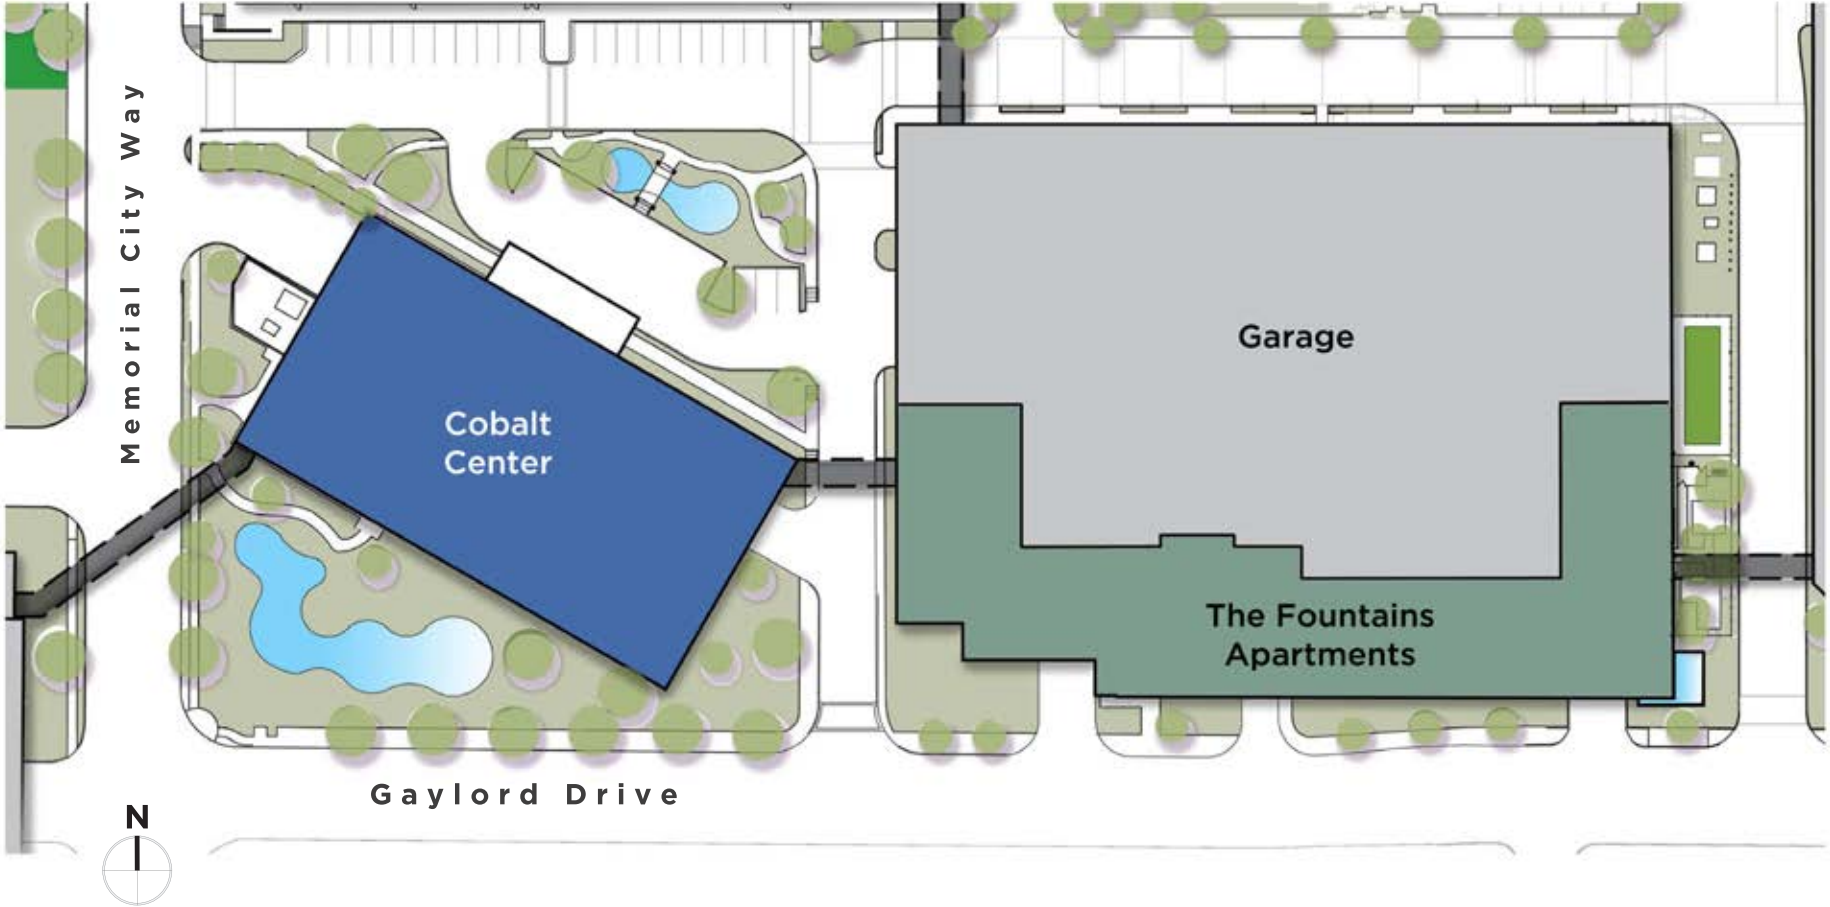 Memorial City Way
Garage
Cobalt
Center
The Fountains
Apartments
Gaylord Drive
N